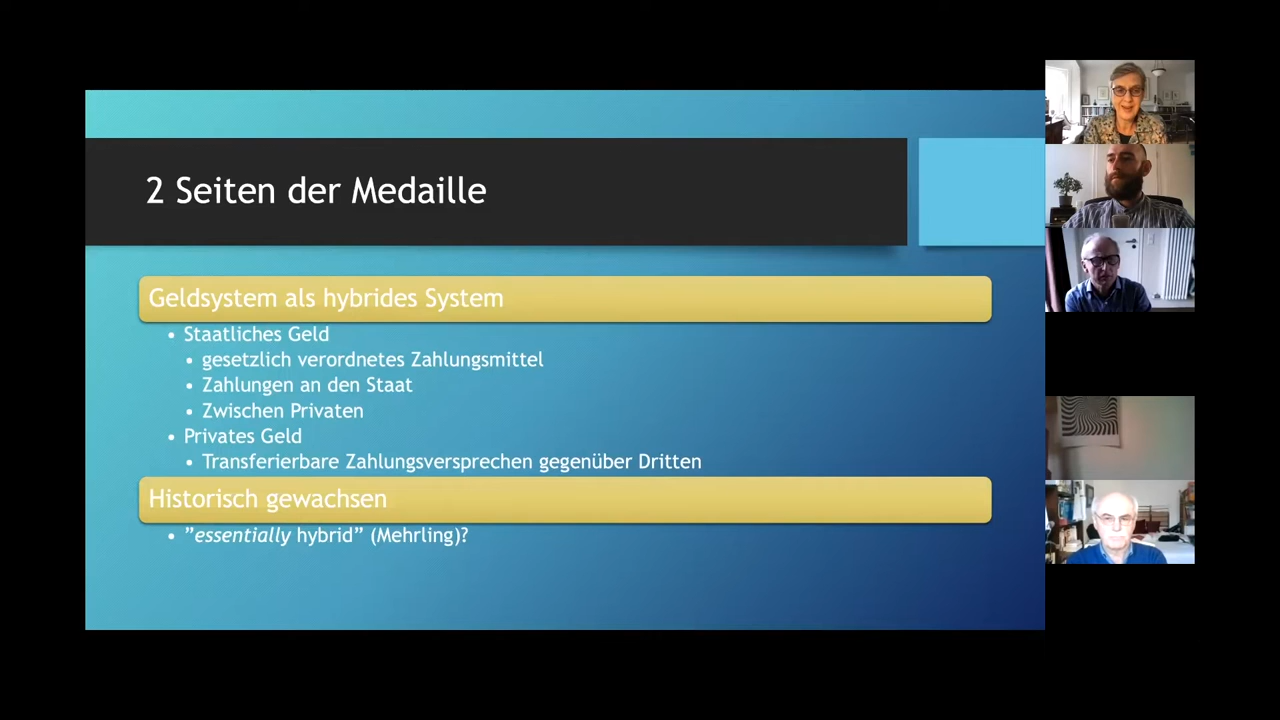 2 Seiten der Medaille
Geldsystem als hybrides System
• Staatliches Geld
• gesetzlich verordnetes Zahlungsmittel
• Zahlungen an den Staat
• Zwischen Privaten
• Privates Geld
• Transferierbare Zahlungsversprechen gegenüber Dritten
Historisch gewachsen
• ”essentially hybrid” (Mehrling)?